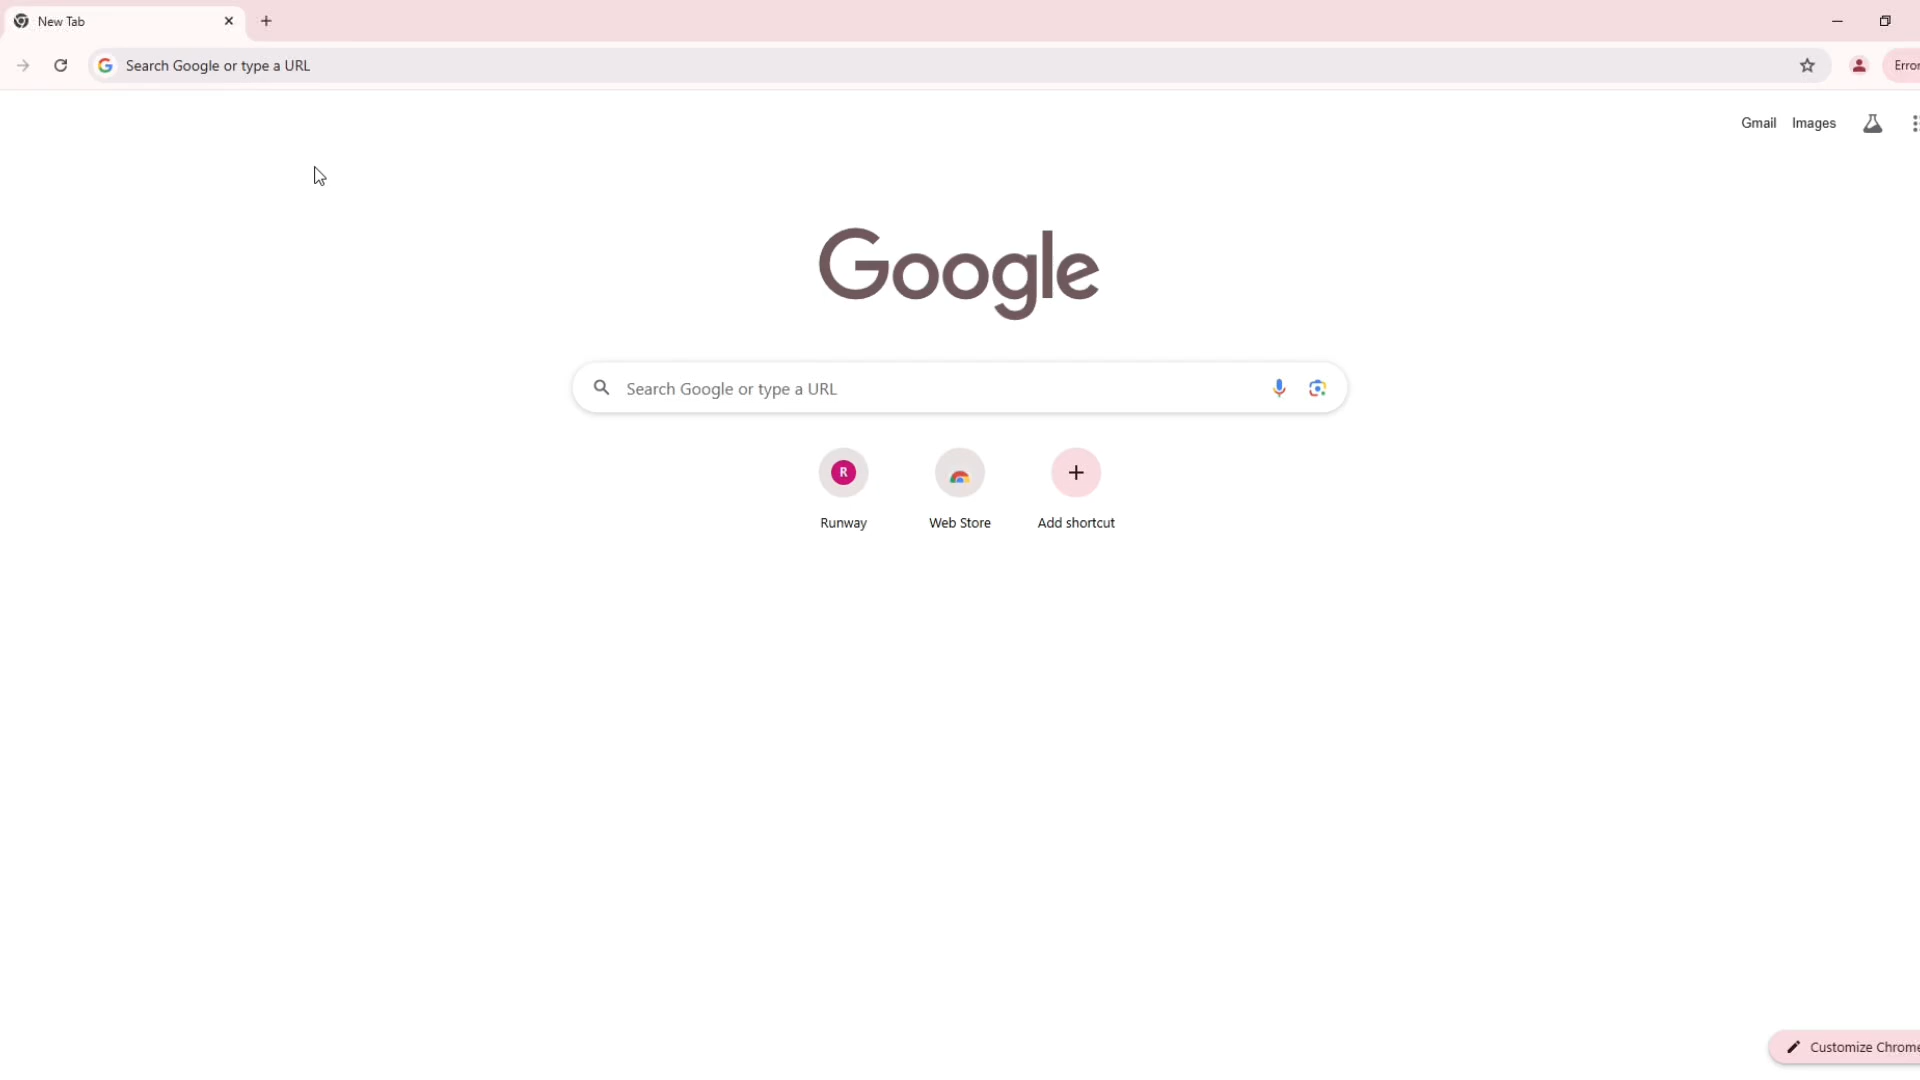 New Tab
Search Google or type a URL
Error
Gmail Images
Google
Search Google or type a URL
R
Runway
Web Store
Add shortcut
Customize Chrome